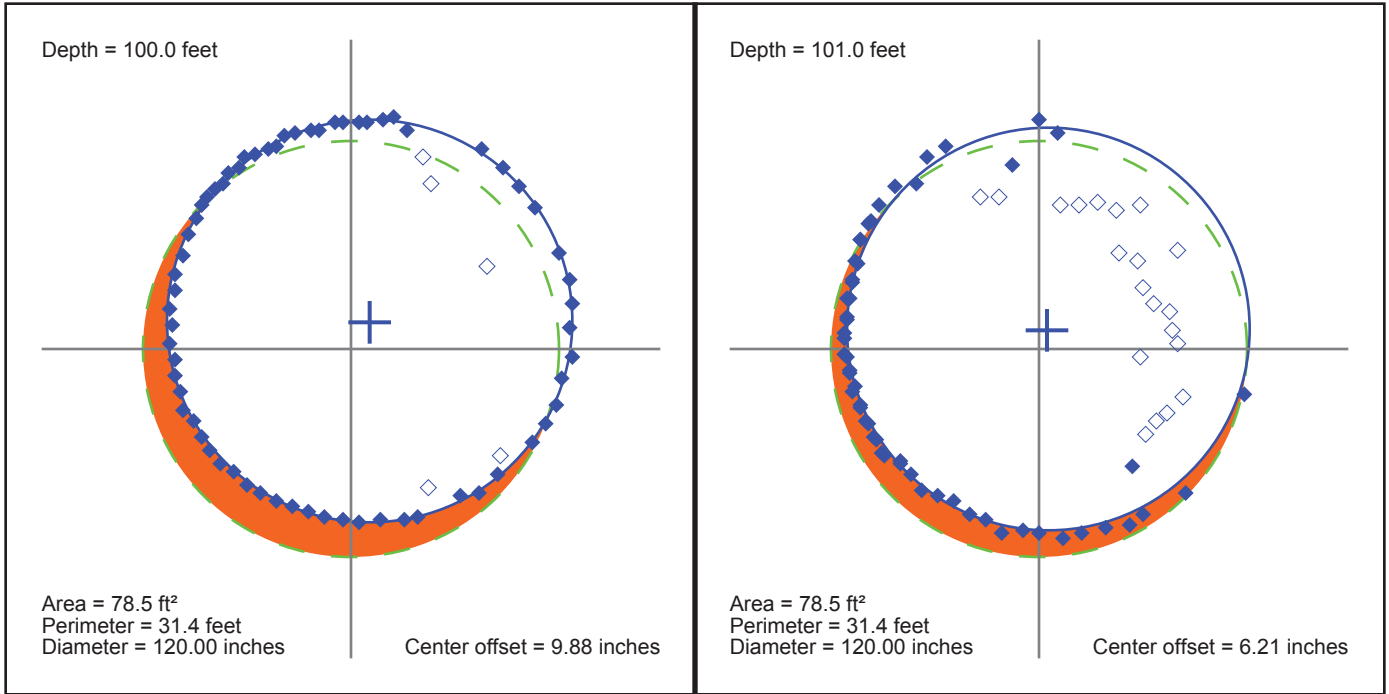 Depth = 100.0 feet
Area = 78.5 ft²
Perimeter = 31.4 feet
Diameter = 120.00 inches
Center offset = 9.88 inches
Depth = 101.0 feet
Area = 78.5 ft²
Perimeter = 31.4 feet
Diameter = 120.00 inches
Center offset = 6.21 inches